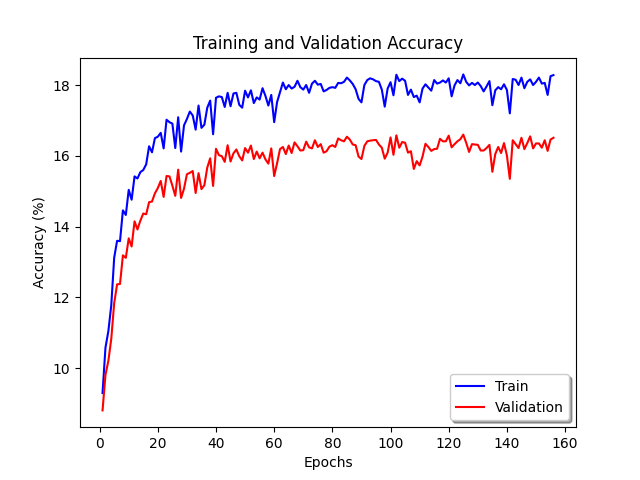 Training and Validation Accuracy
Accuracy (%)
18
16
14
12
10
0 20 40 60 80 100 120 140 160
Epochs
Train
Validation